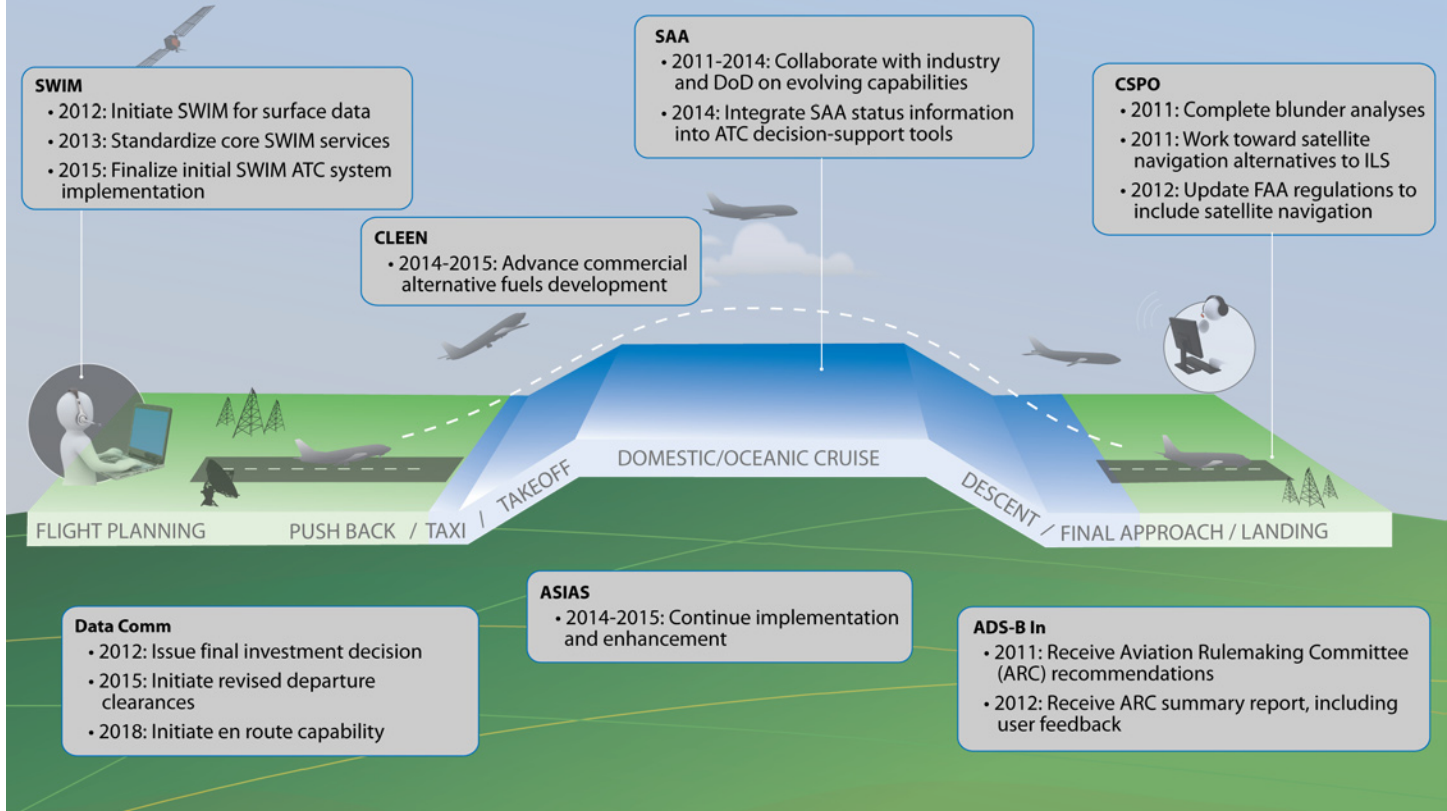 SWIM
• 2012: Initiate SWIM for surface data
• 2013: Standardize core SWIM services
• 2015: Finalize initial SWIM ATC system
implementation
CLEEN
• 2014-2015: Advance commercial
alternative fuels development
SAA
• 2011-2014: Collaborate with industry
and DoD on evolving capabilities
• 2014: Integrate SAA status information
into ATC decision-support tools
CSPO
• 2011: Complete blunder analyses
• 2011: Work toward satellite
navigation alternatives to ILS
• 2012: Update FAA regulations to
include satellite navigation
FLIGHT PLANNING
PUSH BACK / TAXI / TAKEOFF
DOMESTIC/OCEANIC CRUISE
DESCENT / FINAL APPROACH / LANDING
Data Comm
• 2012: Issue final investment decision
• 2015: Initiate revised departure
clearances
• 2018: Initiate en route capability
ASIAS
• 2014-2015: Continue implementation
and enhancement
ADS-B In
• 2011: Receive Aviation Rulemaking Committee
(ARC) recommendations
• 2012: Receive ARC summary report, including
user feedback